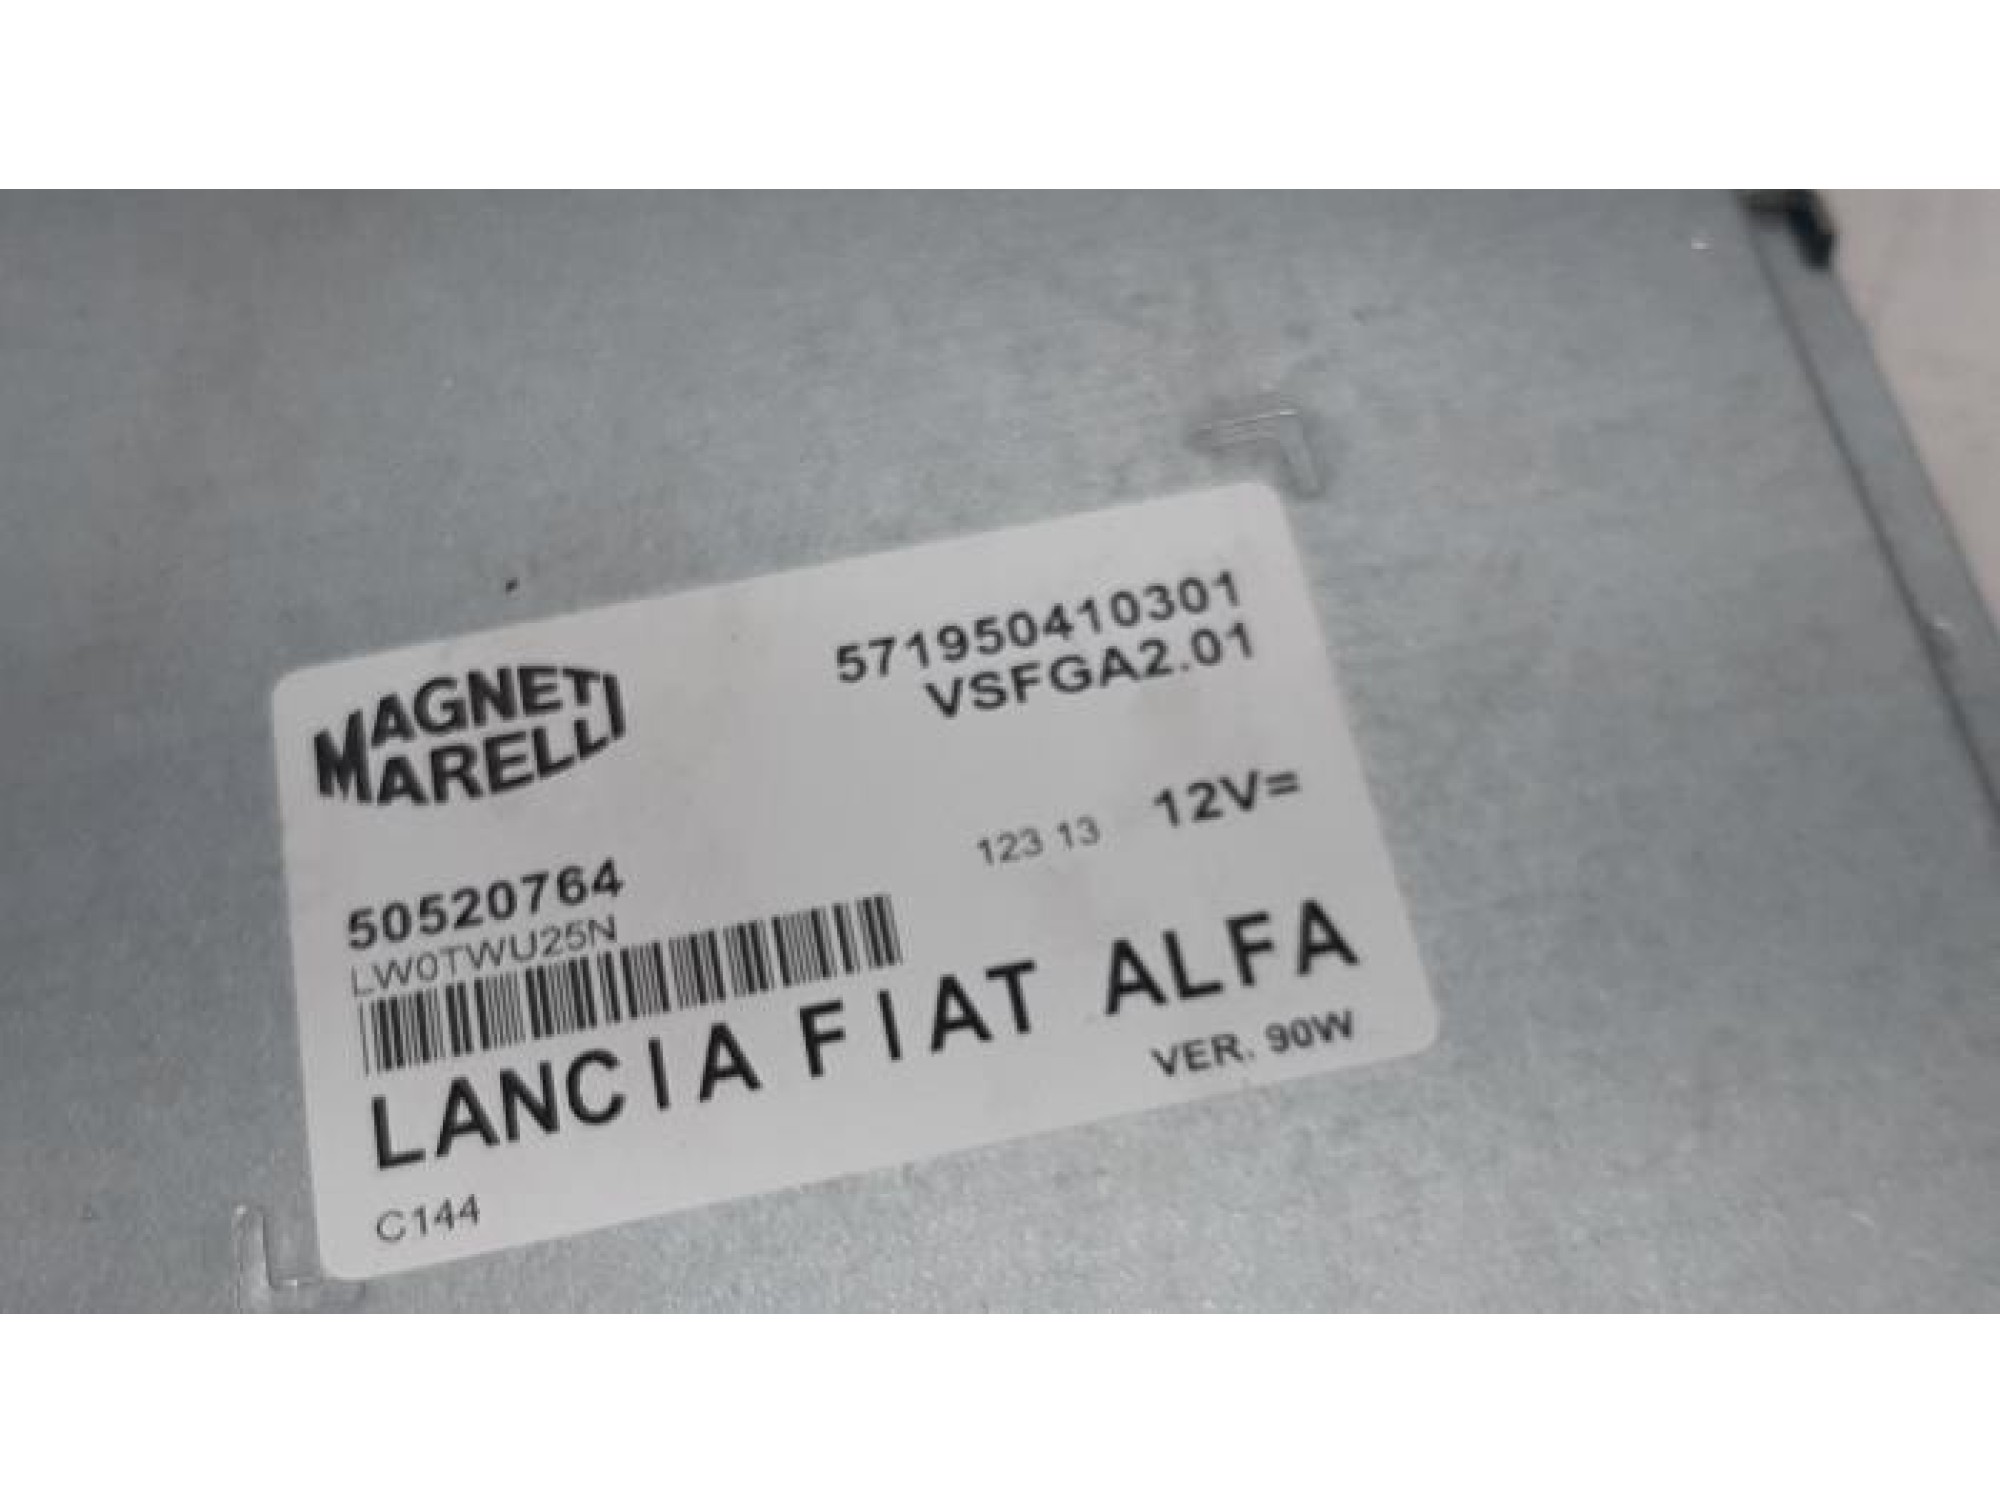 MAGNETI
MARELLI
571950410301
VSFGA2.01
123 13 12V=
50520764
LW0TWU25N
LANCIA FIAT ALFA
VER. 90W
C144